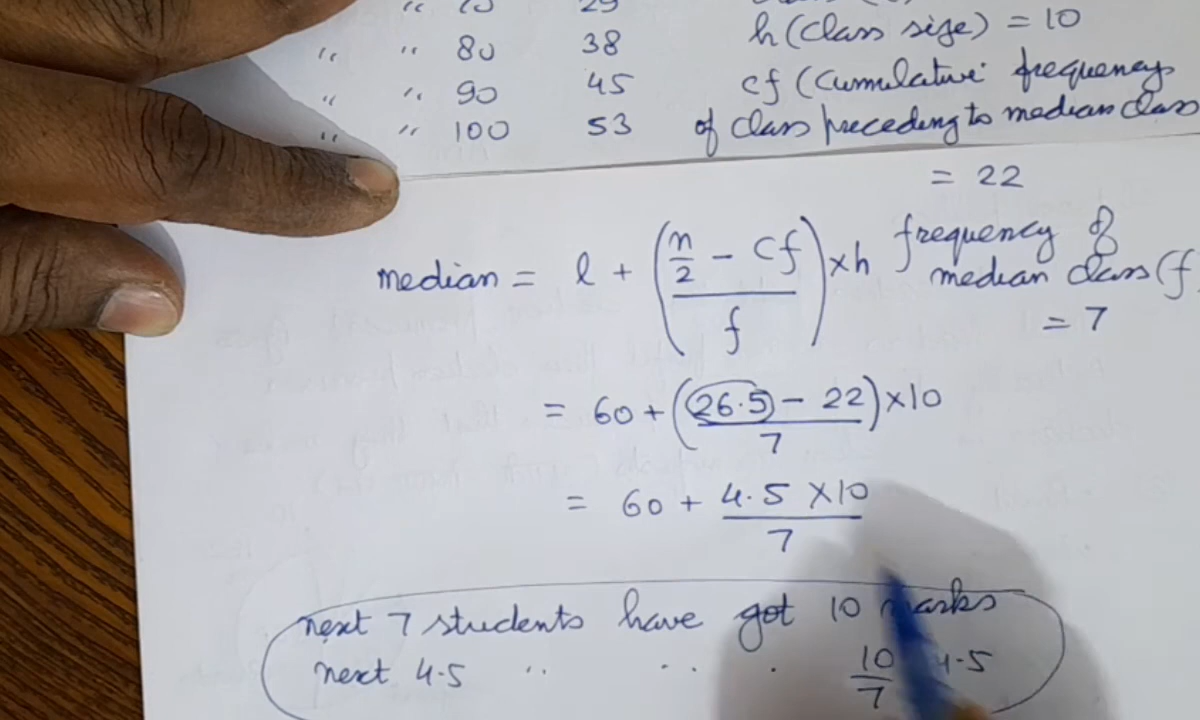 " 70 29
" " 80 38 h (class size) = 10
" " 90 45 cf (cumulative frequency
" " 100 53 of class preceding to median class
= 22
median = l + ( n/2 - cf / f ) x h frequency of
median class (f)
= 7
= 60 + ( 26.5 - 22 / 7 ) x 10
= 60 + 4.5 x 10 / 7
next 7 students have got 10 marks
next 4.5 " " " 10/7 4.5